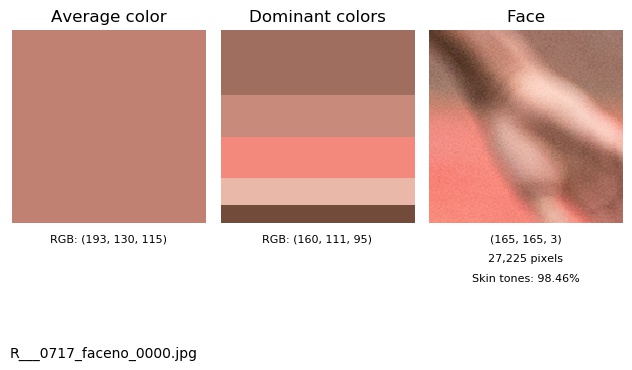 Average color
Dominant colors
Face
RGB: (193, 130, 115)
RGB: (160, 111, 95)
(165, 165, 3)
27,225 pixels
Skin tones: 98.46%
R___0717_faceno_0000.jpg